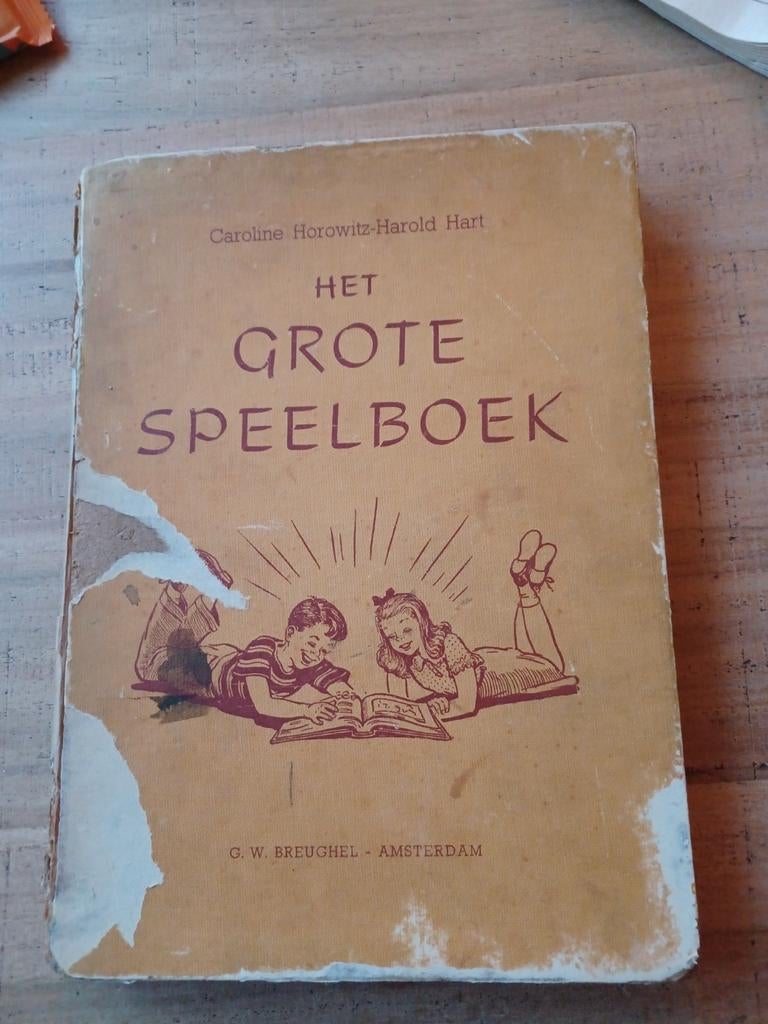 Caroline Horowitz-Harold Hart
HET
GROTE
SPEELBOEK
G. W. BREUGHEL - AMSTERDAM